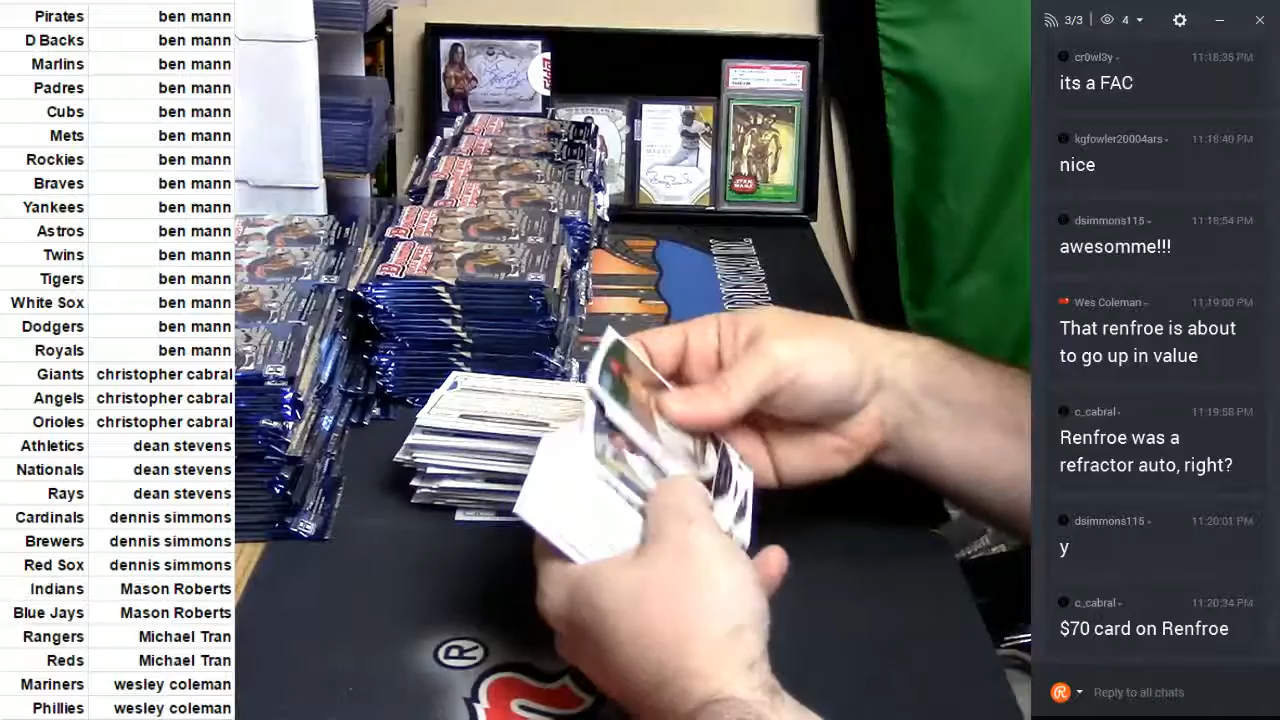 Pirates ben mann
D Backs ben mann
Marlins ben mann
Padres ben mann
Cubs ben mann
Mets ben mann
Rockies ben mann
Braves ben mann
Yankees ben mann
Astros ben mann
Twins ben mann
Tigers ben mann
White Sox ben mann
Dodgers ben mann
Royals ben mann
Giants christopher cabral
Angels christopher cabral
Orioles christopher cabral
Athletics dean stevens
Nationals dean stevens
Rays dean stevens
Cardinals dennis simmons
Brewers dennis simmons
Red Sox dennis simmons
Indians Mason Roberts
Blue Jays Mason Roberts
Rangers Michael Tran
Reds Michael Tran
Mariners wesley coleman
Phillies wesley coleman
STAR WARS
Bowman
®
3/3 4
cr0wl3y 11:18:35 PM
its a FAC
kgfowler20004ars 11:18:40 PM
nice
dsimmons115 11:18:54 PM
awesomme!!!
Wes Coleman 11:19:00 PM
That renfroe is about
to go up in value
c_cabral 11:19:58 PM
Renfroe was a
refractor auto, right?
dsimmons115 11:20:01 PM
y
c_cabral 11:20:34 PM
$70 card on Renfroe
Reply to all chats